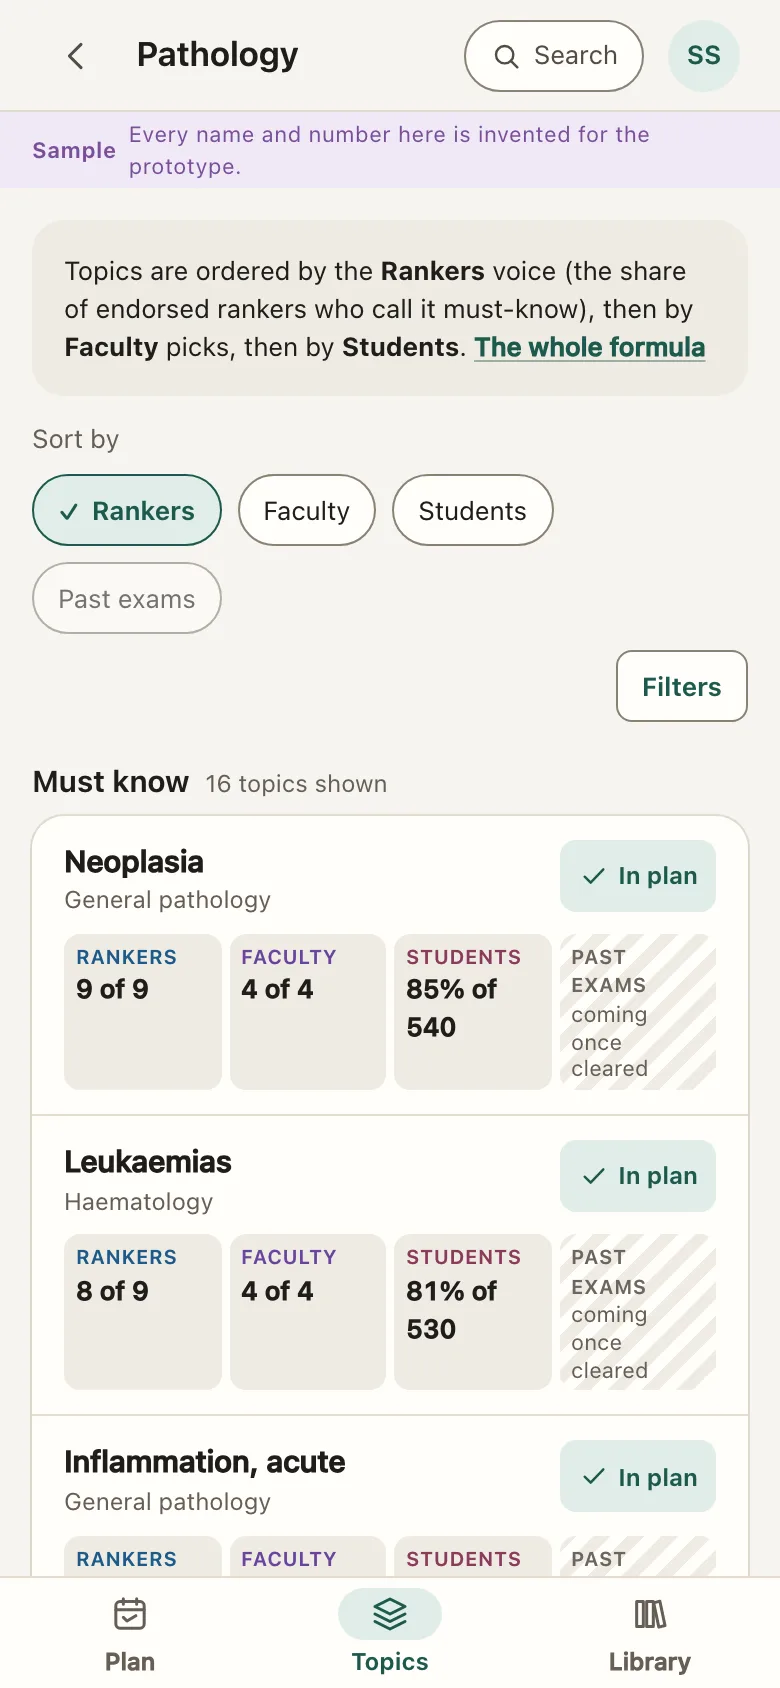 Pathology
Search
SS
Sample
Every name and number here is invented for the
prototype.
Topics are ordered by the Rankers voice (the share
of endorsed rankers who call it must-know), then by
Faculty picks, then by Students. The whole formula
Sort by
Rankers
Faculty
Students
Past exams
Filters
Must know 16 topics shown
Neoplasia
In plan
General pathology
RANKERS
9 of 9
FACULTY
4 of 4
STUDENTS
85% of
540
PAST
EXAMS
coming
once
cleared
Leukaemias
In plan
Haematology
RANKERS
8 of 9
FACULTY
4 of 4
STUDENTS
81% of
530
PAST
EXAMS
coming
once
cleared
Inflammation, acute
In plan
General pathology
RANKERS
FACULTY
STUDENTS
PAST
Plan
Topics
Library